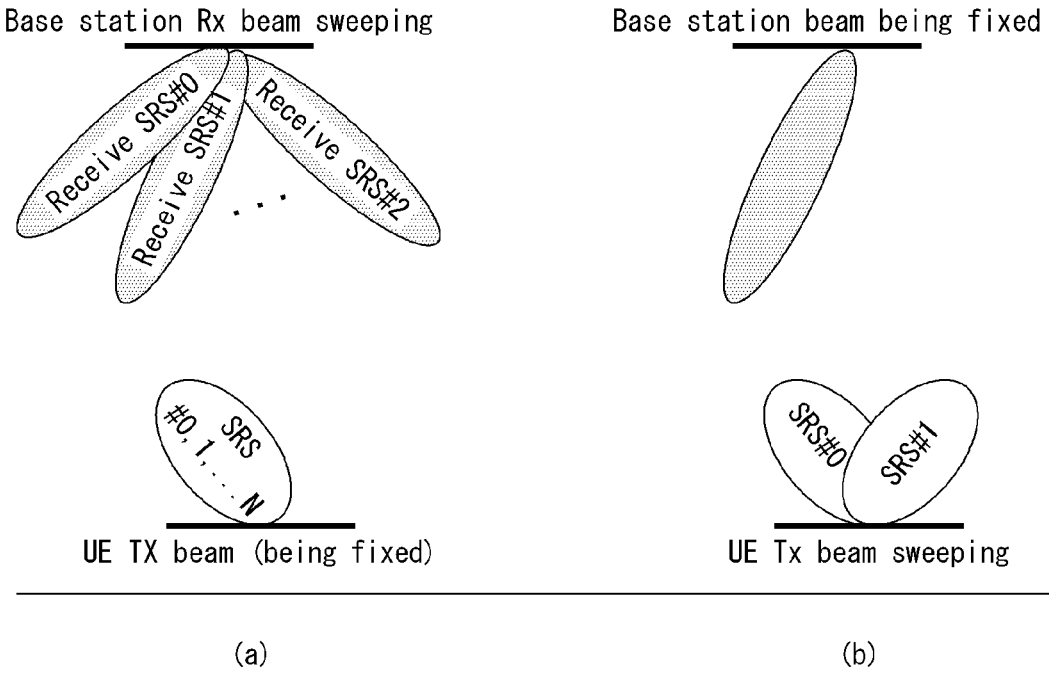 Base station Rx beam sweeping
Receive SRS#0
Receive SRS#1
Receive SRS#2
...
SRS
#0,1,...N
UE TX beam (being fixed)
(a)
Base station beam being fixed
SRS#0
SRS#1
UE Tx beam sweeping
(b)